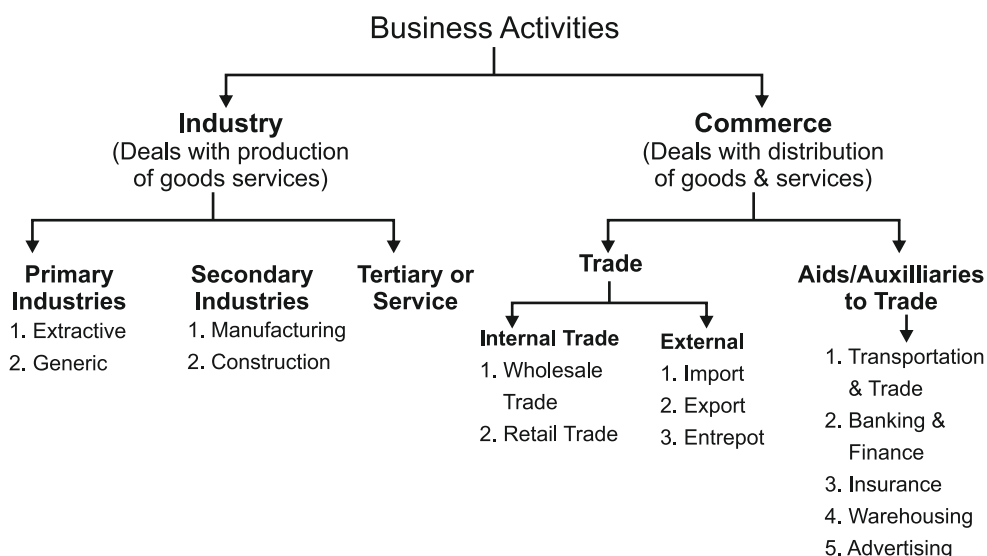 Business Activities
Industry
(Deals with production
of goods services)
Commerce
(Deals with distribution
of goods & services)
Primary
Industries
1. Extractive
2. Generic
Secondary
Industries
1. Manufacturing
2. Construction
Tertiary or
Service
Trade
Internal Trade
1. Wholesale
Trade
2. Retail Trade
External
1. Import
2. Export
3. Entrepot
Aids/Auxilliaries
to Trade
1. Transportation
& Trade
2. Banking &
Finance
3. Insurance
4. Warehousing
5. Advertising